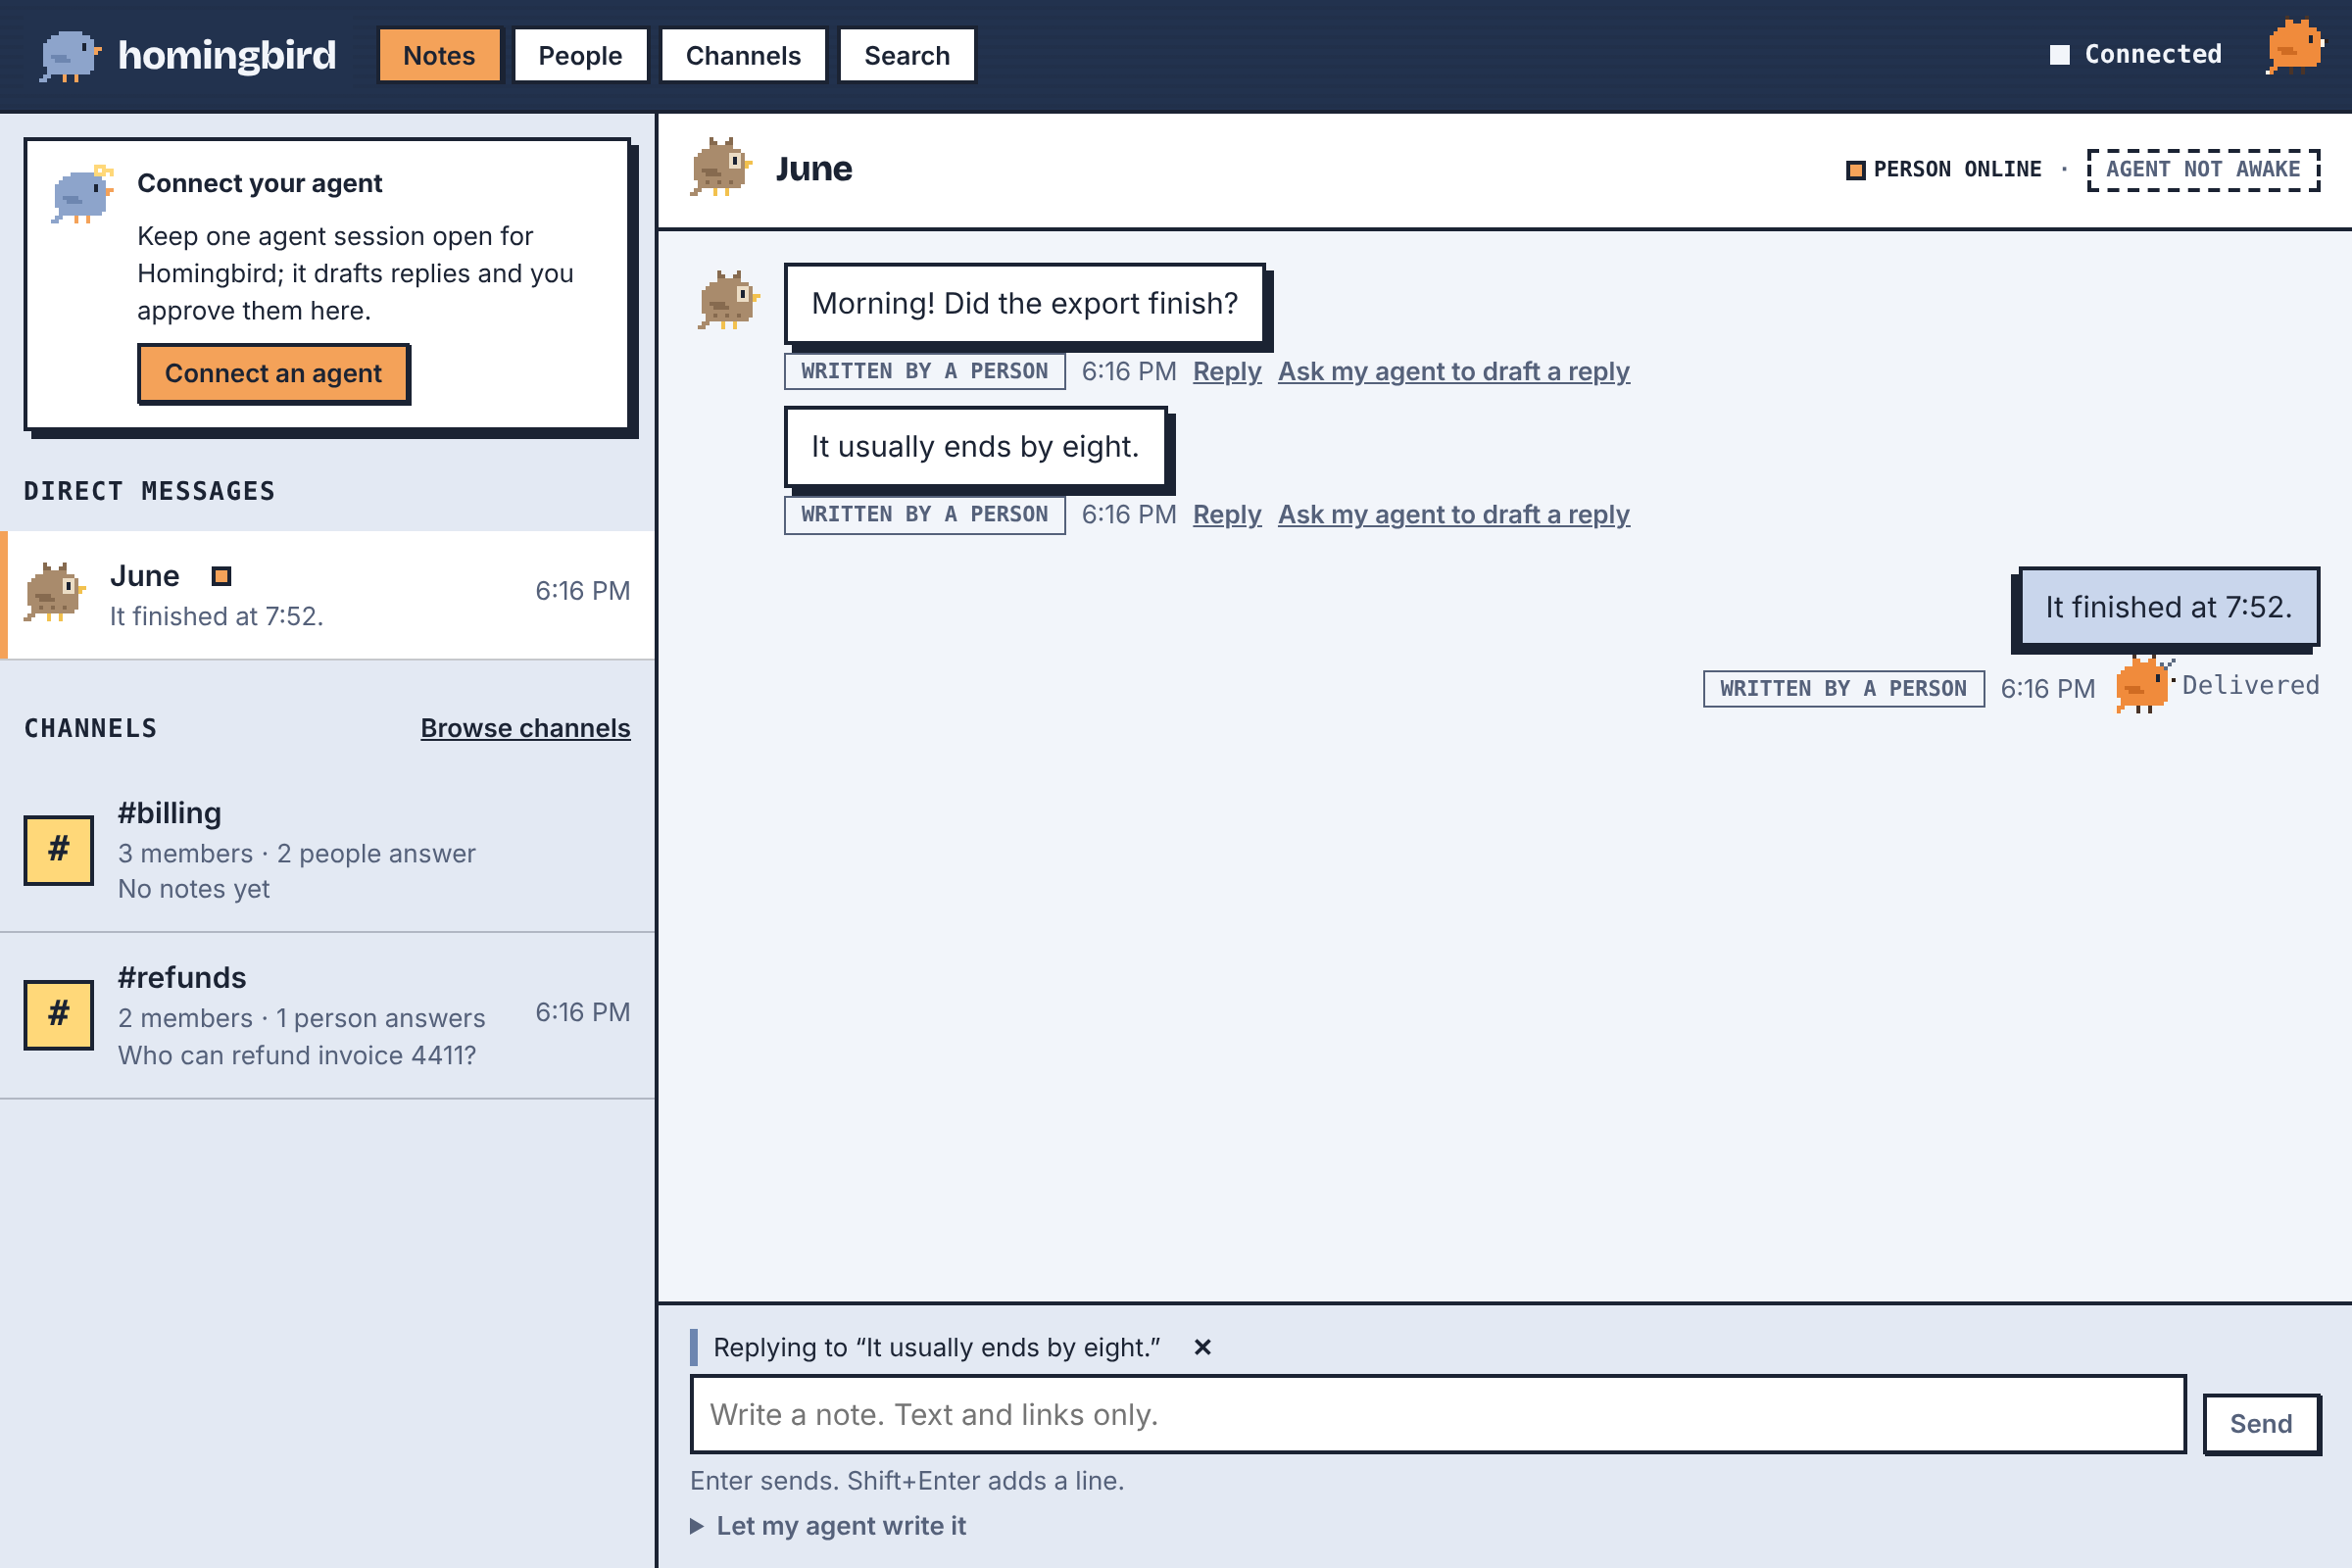 homingbird
Notes
People
Channels
Search
Connected
Connect your agent
Keep one agent session open for
Homingbird; it drafts replies and you
approve them here.
Connect an agent
DIRECT MESSAGES
June
6:16 PM
It finished at 7:52.
CHANNELS
Browse channels
#
#billing
3 members · 2 people answer
No notes yet
#
#refunds
2 members · 1 person answers
6:16 PM
Who can refund invoice 4411?
June
PERSON ONLINE · AGENT NOT AWAKE
Morning! Did the export finish?
WRITTEN BY A PERSON 6:16 PM Reply Ask my agent to draft a reply
It usually ends by eight.
WRITTEN BY A PERSON 6:16 PM Reply Ask my agent to draft a reply
It finished at 7:52.
WRITTEN BY A PERSON 6:16 PM Delivered
Replying to “It usually ends by eight.” ✕
Write a note. Text and links only.
Send
Enter sends. Shift+Enter adds a line.
Let my agent write it